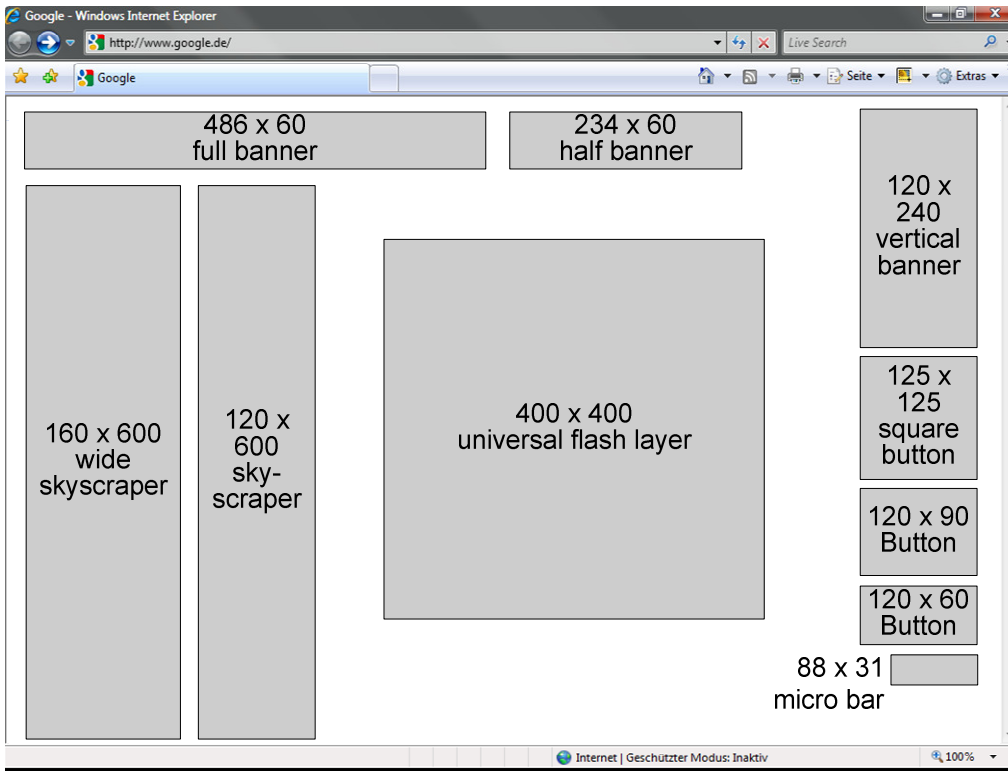 Google - Windows Internet Explorer
http://www.google.de/
Live Search
Google
Seite
Extras
486 x 60
full banner
234 x 60
half banner
120 x
240
vertical
banner
160 x 600
wide
skyscraper
120 x
600
sky-
scraper
400 x 400
universal flash layer
125 x
125
square
button
120 x 90
Button
120 x 60
Button
88 x 31
micro bar
Internet | Geschützter Modus: Inaktiv
100%